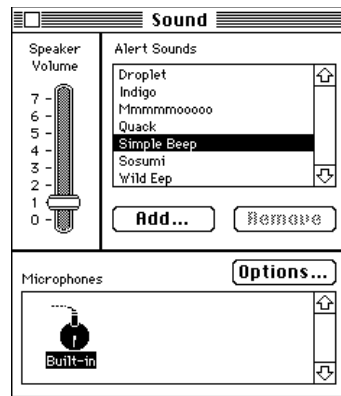 Sound
Speaker
Volume
7
6
5
4
3
2
1
0
Alert Sounds
Droplet
Indigo
Mmmmmooooo
Quack
Simple Beep
Sosumi
Wild Eep
Add...
Remove
Microphones
Options...
Built-in